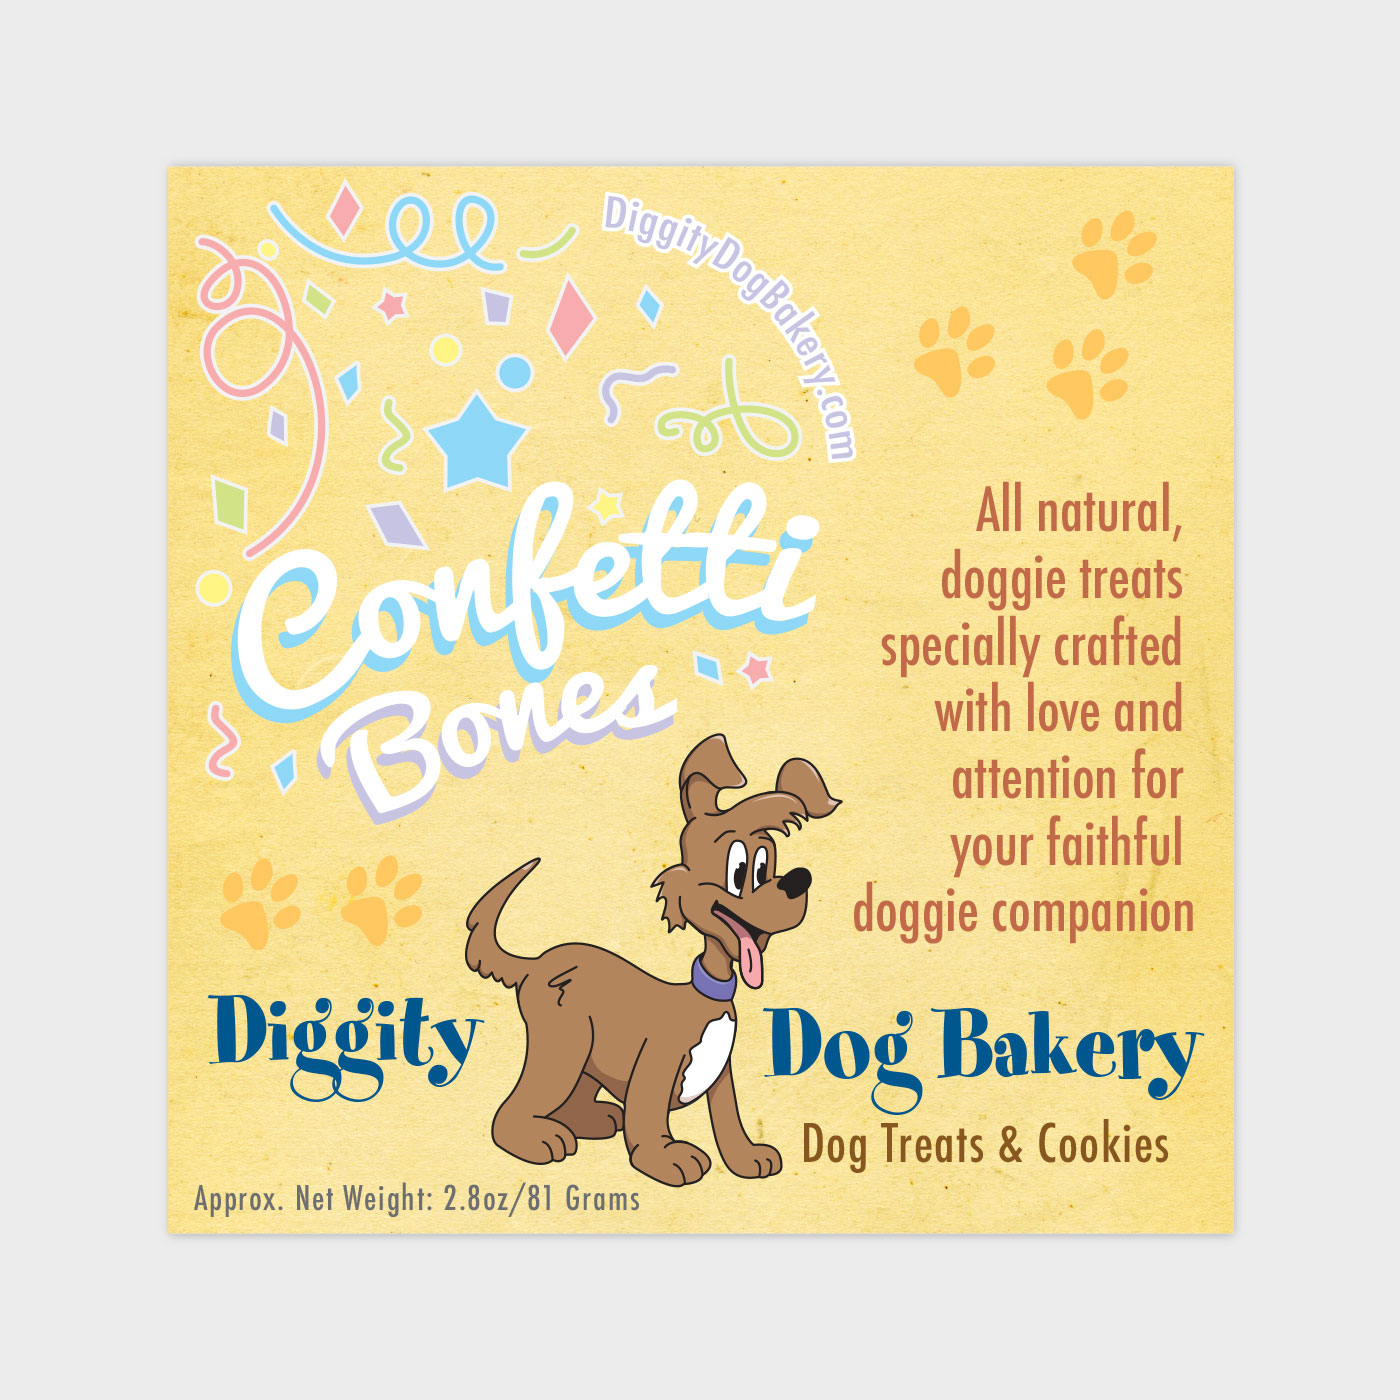 DiggityDogBakery.com
Confetti
Bones
All natural,
doggie treats
specially crafted
with love and
attention for
your faithful
doggie companion
Diggity Dog Bakery
Dog Treats & Cookies
Approx. Net Weight: 2.8oz/81 Grams